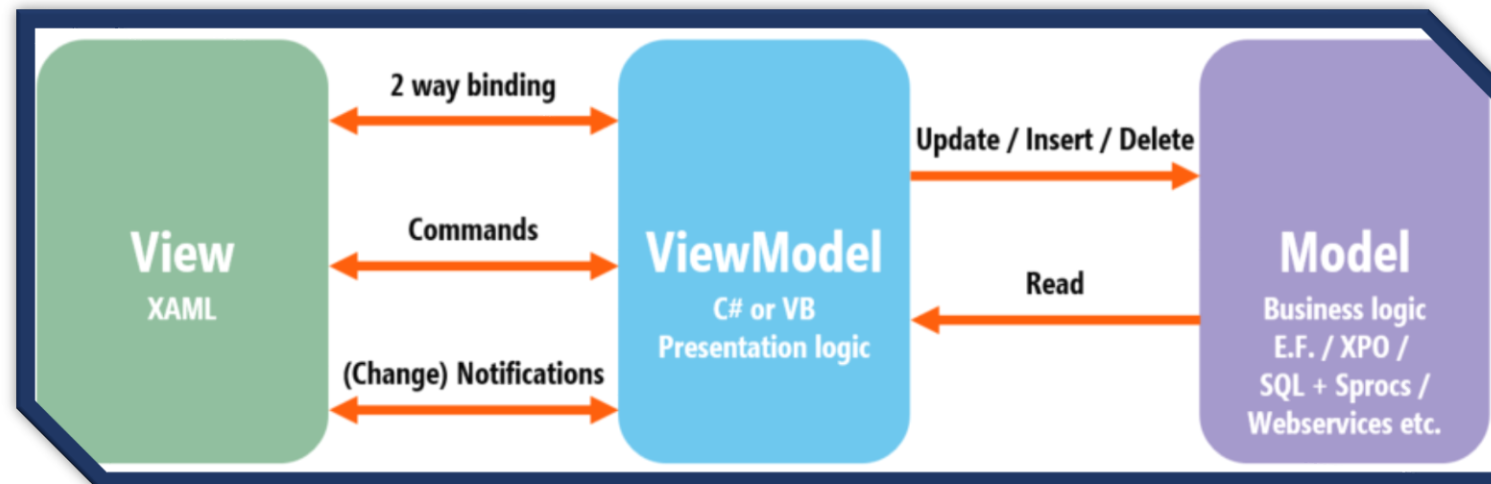 2 way binding
Commands
(Change) Notifications
View
XAML
ViewModel
C# or VB
Presentation logic
Update / Insert / Delete
Read
Model
Business logic
E.F. / XPO /
SQL + Sprocs /
Webservices etc.